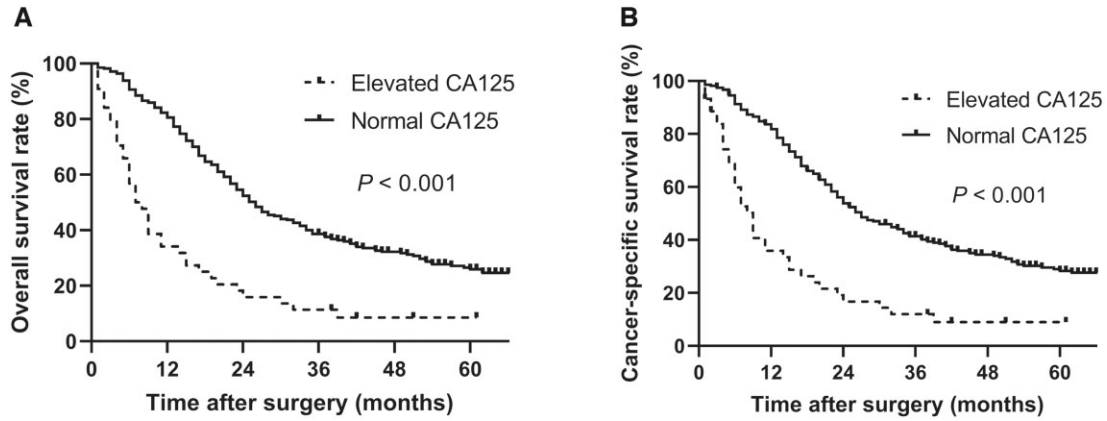 A
Overall survival rate (%)
100
80
60
40
20
0
0 12 24 36 48 60
Time after surgery (months)
Elevated CA125
Normal CA125
P < 0.001
B
Cancer-specific survival rate (%)
100
80
60
40
20
0
0 12 24 36 48 60
Time after surgery (months)
Elevated CA125
Normal CA125
P < 0.001